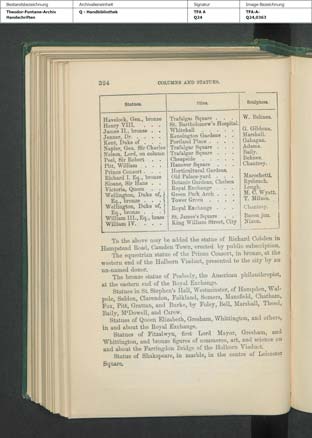 Bestandsbezeichnung Archivalieneinheit Signatur Image-Bezeichnung
Theodor-Fontane-Archiv Q - Handbibliothek TFA A TFA-A-
Handschriften Q24 Q24,0363
324 COLUMNS AND STATUES.
Statues. Sites. Sculptors.
Havelock, Gen., bronze Trafalgar Square W. Behnes.
Henry VIII. St. Bartholomew's Hospital.
James II., bronze Whitehall G. Gibbons.
Jenner, Dr. Kensington Gardens Marshall.
Kent, Duke of Portland Place Gahagan.
Napier, Gen. Sir Charles Trafalgar Square Adams.
Nelson, Lord, on column Trafalgar Square Baily.
Peel, Sir Robert Cheapside Behnes.
Pitt, William Hanover Square Chantrey.
Prince Consort Horticultural Gardens.
Richard I. Eq., bronze Old Palace-yard Marochetti.
Sloane, Sir Hans Botanic Gardens, Chelsea Rysbrach.
Victoria, Queen Royal Exchange Lough.
Wellington, Duke of, Green Park Arch M. C. Wyatt.
Eq., bronze Tower Green T. Milnes.
Wellington, Duke of,
Eq., bronze Royal Exchange Chantrey.
William III., Eq., bronze St. James's Square Bacon jun.
William IV. King William Street, City Nixon.
To the above may be added the statue of Richard Cobden in
Hampstead Road, Camden Town, erected by public subscription.
The equestrian statue of the Prince Consort, in bronze, at the
western end of the Holborn Viaduct, presented to the city by an
un-named donor.
The bronze statue of Peabody, the American philanthropist,
at the eastern end of the Royal Exchange.
Statues in St. Stephen's Hall, Westminster, of Hampden, Wal-
pole, Selden, Clarendon, Falkland, Somers, Mansfield, Chatham,
Fox, Pitt, Grattan, and Burke, by Foley, Bell, Marshall, Theed,
Baily, M'Dowell, and Carew.
Statues of Queen Elizabeth, Gresham, Whittington, and others,
in and about the Royal Exchange.
Statues of Fitzalwyn, first Lord Mayor, Gresham, and
Whittington, and bronze figures of commerce, art, and science on
and about the Farringdon Bridge of the Holborn Viaduct.
Statue of Shakspeare, in marble, in the centre of Leicester
Square.